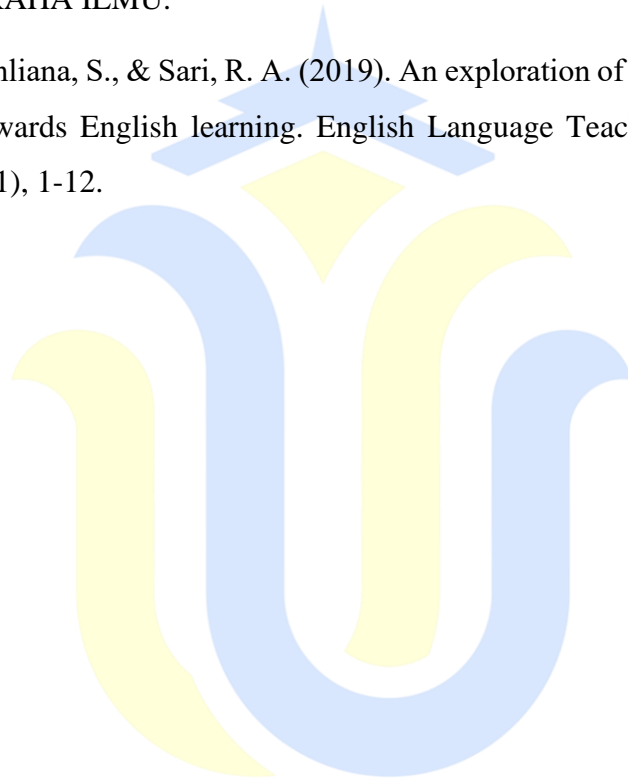 RAHA ILMU.
nliana, S., & Sari, R. A. (2019). An exploration of
wards English learning. English Language Teac
1), 1-12.